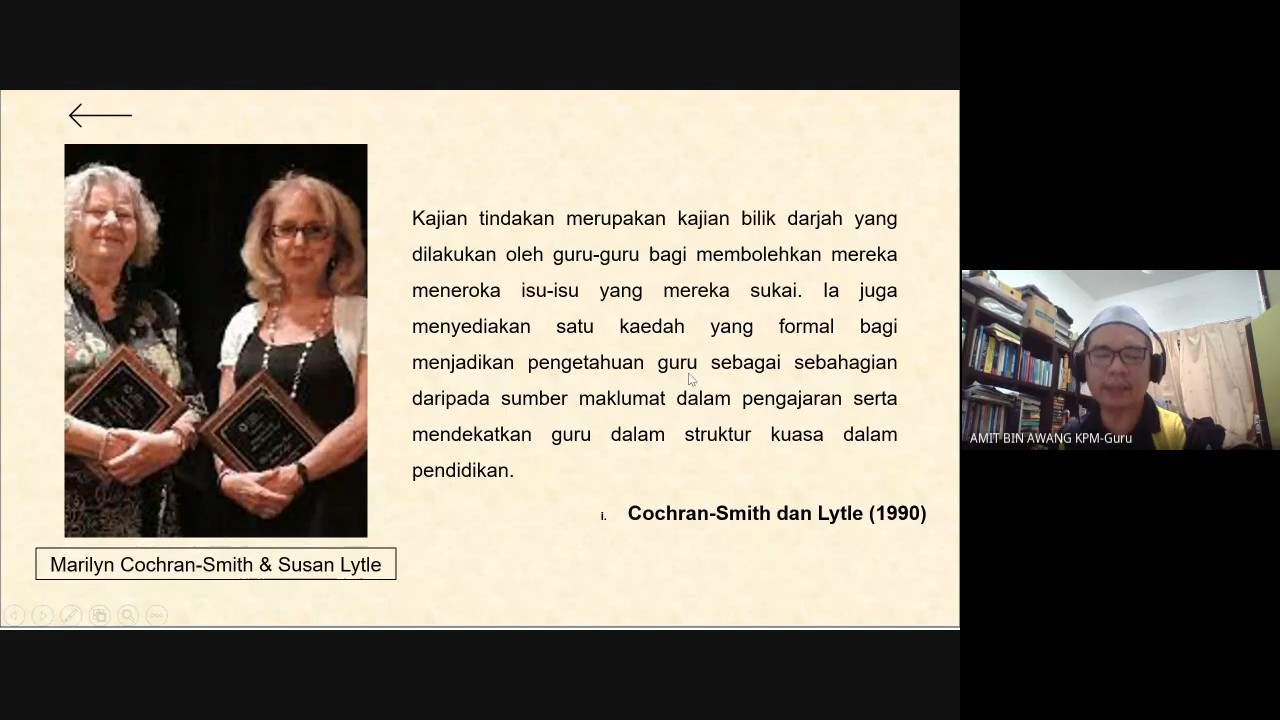 Kajian tindakan merupakan kajian bilik darjah yang
dilakukan oleh guru-guru bagi membolehkan mereka
meneroka isu-isu yang mereka sukai. Ia juga
menyediakan satu kaedah yang formal bagi
menjadikan pengetahuan guru sebagai sebahagian
daripada sumber maklumat dalam pengajaran serta
mendekatkan guru dalam struktur kuasa dalam
pendidikan.
i. Cochran-Smith dan Lytle (1990)
Marilyn Cochran-Smith & Susan Lytle
AMIT BIN AWANG KPM-Guru